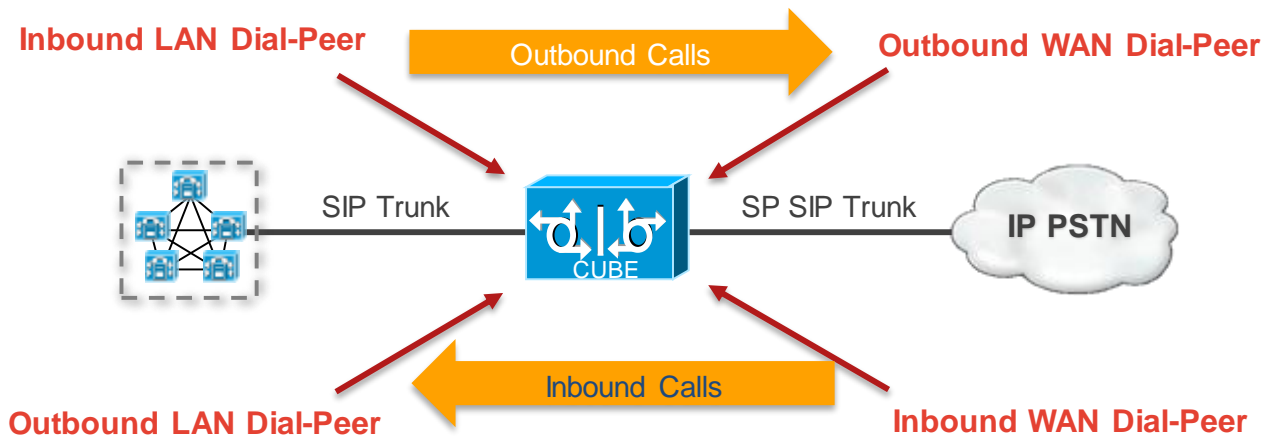 Inbound LAN Dial-Peer
Outbound Calls
Outbound WAN Dial-Peer
SIP Trunk
SP SIP Trunk
IP PSTN
CUBE
Inbound Calls
Outbound LAN Dial-Peer
Inbound WAN Dial-Peer